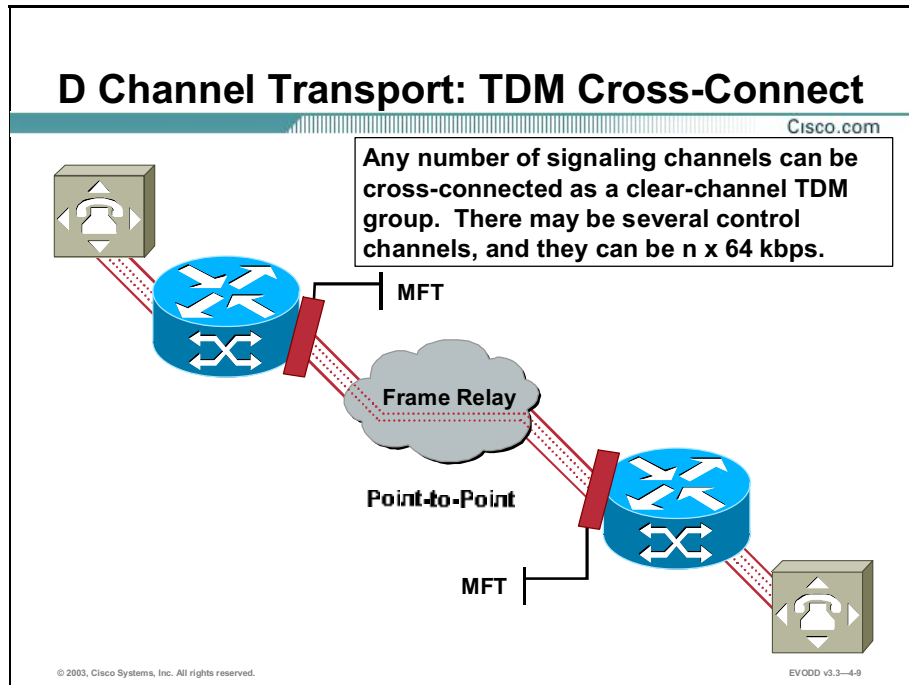 D Channel Transport: TDM Cross-Connect
Cisco.com
Any number of signaling channels can be
cross-connected as a clear-channel TDM
group.  There may be several control
channels, and they can be n x 64 kbps.
MFT
Frame Relay
Point-to-Point
MFT
© 2003, Cisco Systems, Inc. All rights reserved.
EVODD v3.3—4-9